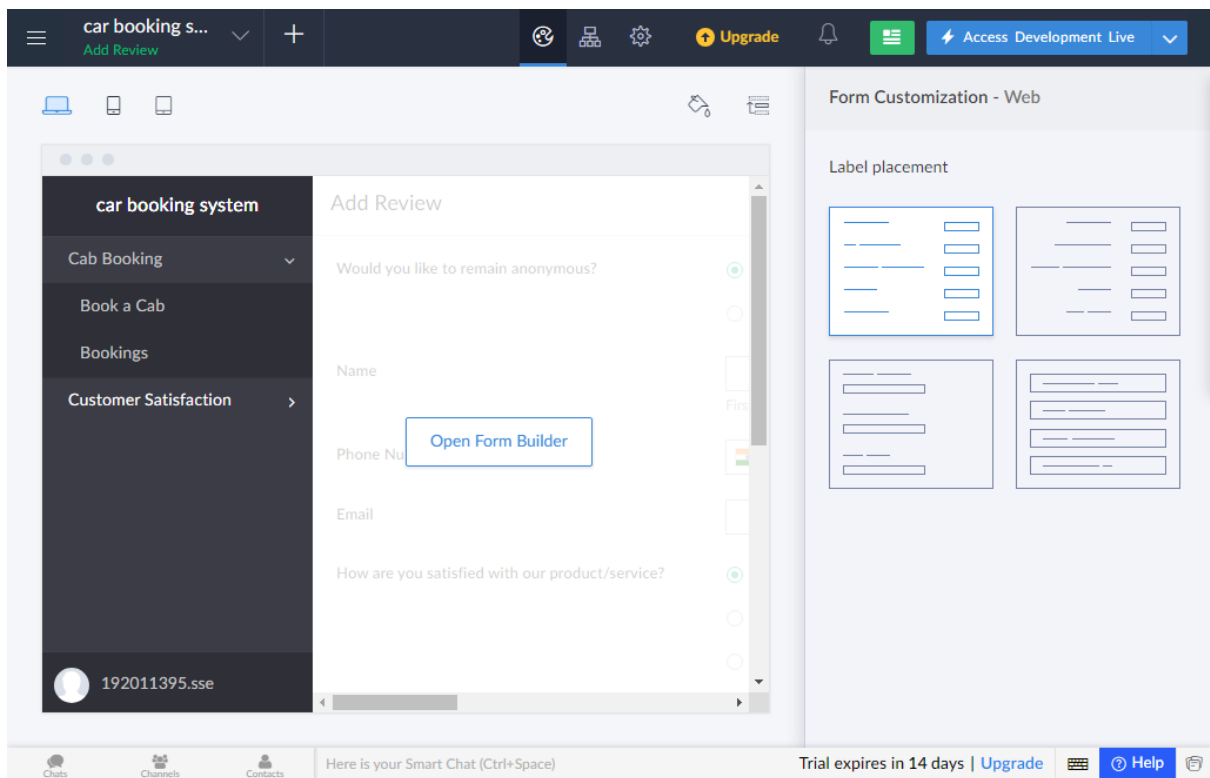 car booking s...
Add Review
Upgrade
Access Development Live
Form Customization - Web
Label placement
car booking system
Cab Booking
Book a Cab
Bookings
Customer Satisfaction
192011395.sse
Add Review
Would you like to remain anonymous?
Name
Firs
Phone Nu
Open Form Builder
Email
How are you satisfied with our product/service?
Chats
Channels
Contacts
Here is your Smart Chat (Ctrl+Space)
Trial expires in 14 days | Upgrade
Help